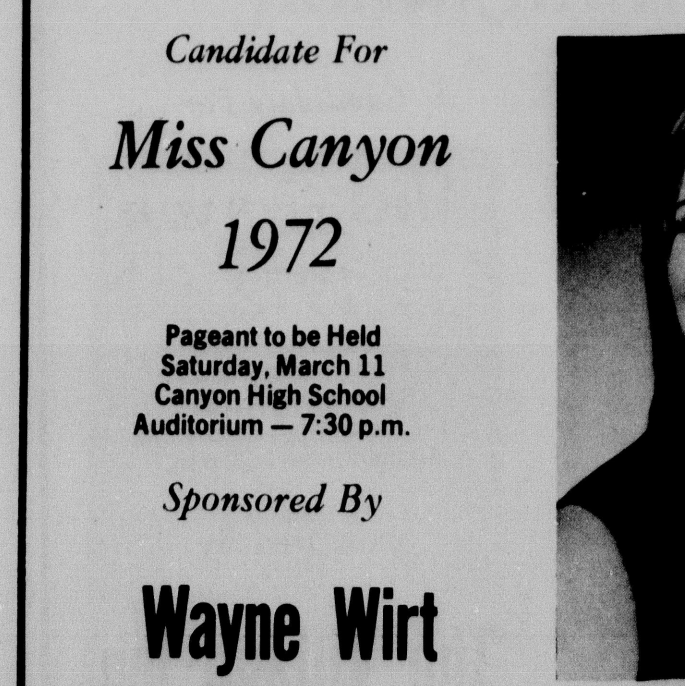 Candidate For
Miss Canyon
1972
Pageant to be Held
Saturday, March 11
Canyon High School
Auditorium — 7:30 p.m.
Sponsored By
Wayne Wirt